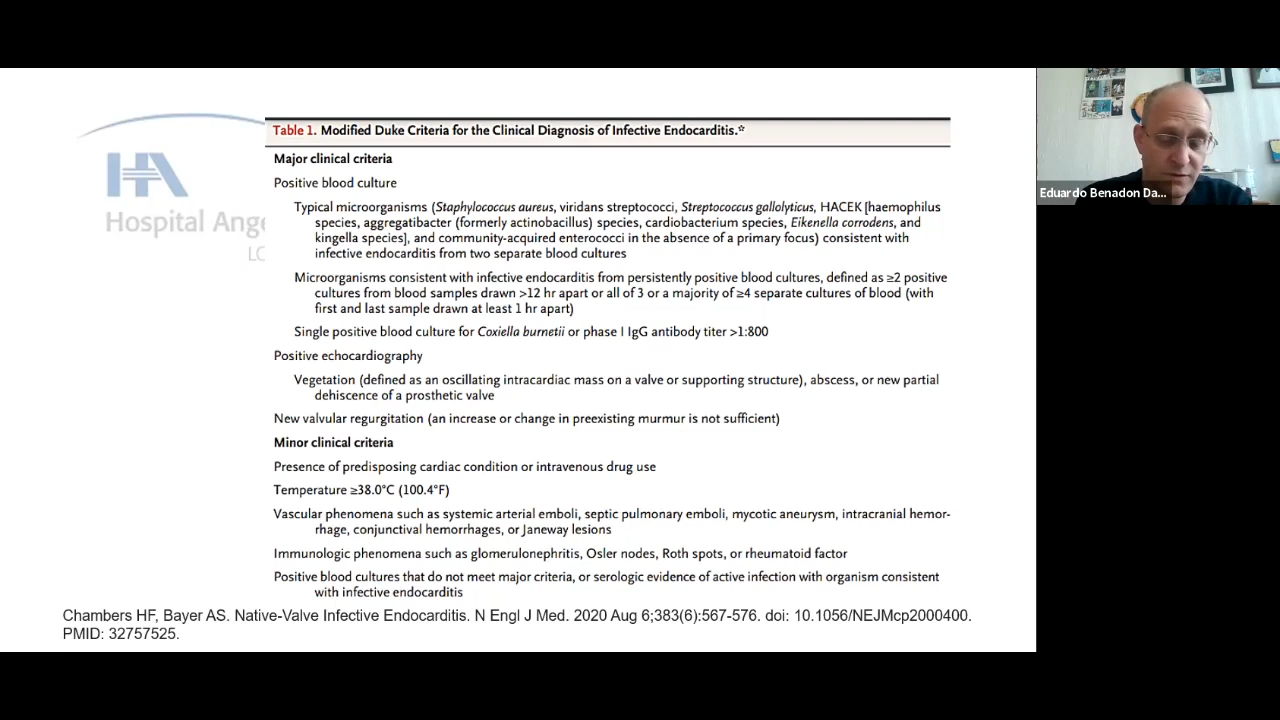 HA
Hospital Ange
LO
Table 1. Modified Duke Criteria for the Clinical Diagnosis of Infective Endocarditis.*
Major clinical criteria
Positive blood culture
Typical microorganisms (Staphylococcus aureus, viridans streptococci, Streptococcus gallolyticus, HACEK [haemophilus
species, aggregatibacter (formerly actinobacillus) species, cardiobacterium species, Eikenella corrodens, and
kingella species], and community-acquired enterococci in the absence of a primary focus) consistent with
infective endocarditis from two separate blood cultures
Microorganisms consistent with infective endocarditis from persistently positive blood cultures, defined as ≥2 positive
cultures from blood samples drawn >12 hr apart or all of 3 or a majority of ≥4 separate cultures of blood (with
first and last sample drawn at least 1 hr apart)
Single positive blood culture for Coxiella burnetii or phase I IgG antibody titer >1:800
Positive echocardiography
Vegetation (defined as an oscillating intracardiac mass on a valve or supporting structure), abscess, or new partial
dehiscence of a prosthetic valve
New valvular regurgitation (an increase or change in preexisting murmur is not sufficient)
Minor clinical criteria
Presence of predisposing cardiac condition or intravenous drug use
Temperature ≥38.0°C (100.4°F)
Vascular phenomena such as systemic arterial emboli, septic pulmonary emboli, mycotic aneurysm, intracranial hemor-
rhage, conjunctival hemorrhages, or Janeway lesions
Immunologic phenomena such as glomerulonephritis, Osler nodes, Roth spots, or rheumatoid factor
Positive blood cultures that do not meet major criteria, or serologic evidence of active infection with organism consistent
with infective endocarditis
Chambers HF, Bayer AS. Native-Valve Infective Endocarditis. N Engl J Med. 2020 Aug 6;383(6):567-576. doi: 10.1056/NEJMcp2000400.
PMID: 32757525.
Eduardo Benadon Da...